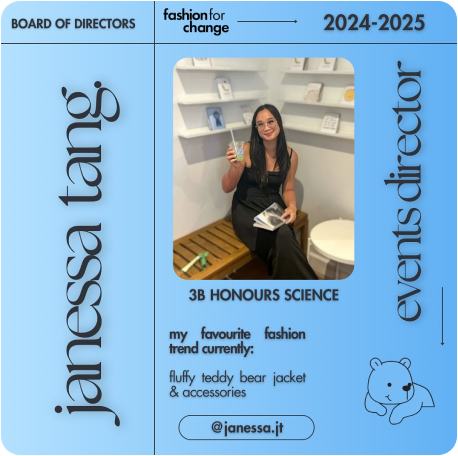 BOARD OF DIRECTORS
fashion for
change
2024-2025
janessa tang
events director
3B HONOURS SCIENCE
my favourite fashion
trend currently:
fluffy teddy bear jacket
& accessories
@janessa.jt